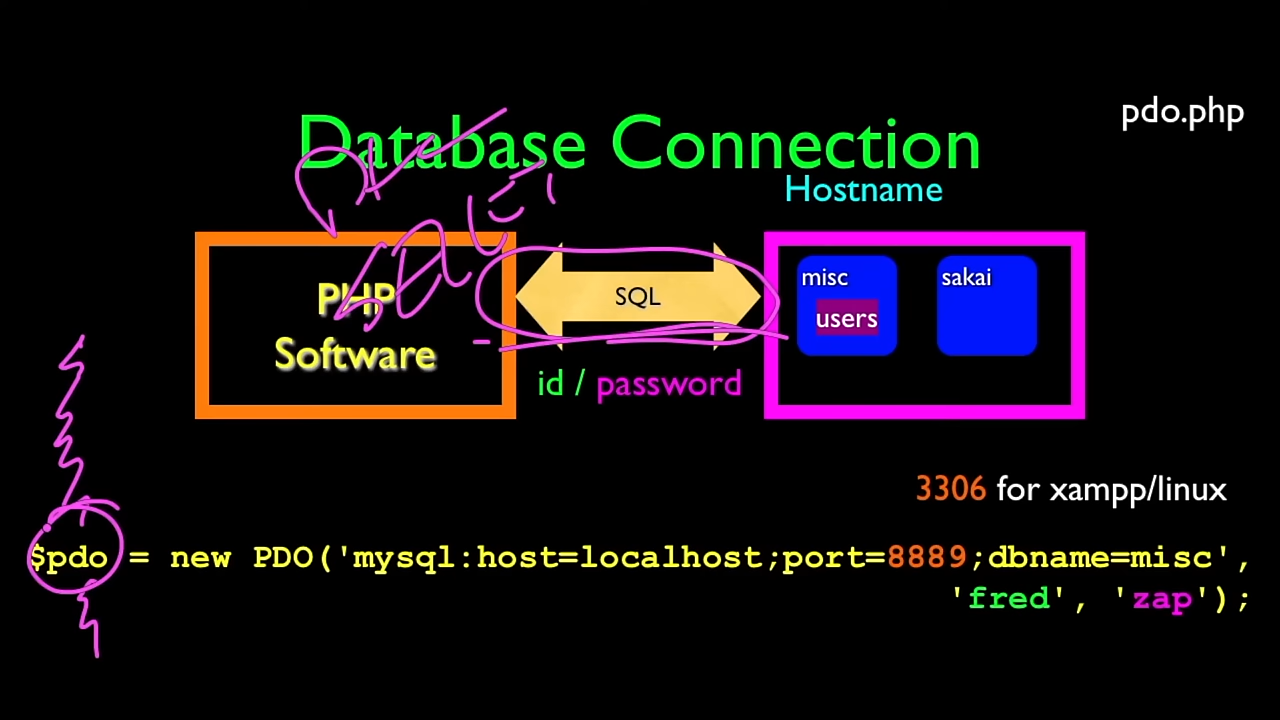 pdo.php
Database Connection
Hostname
PHP
Software
SQL
misc
users
sakai
id / password
3306 for xampp/linux
$pdo = new PDO('mysql:host=localhost;port=8889;dbname=misc',
'fred', 'zap');